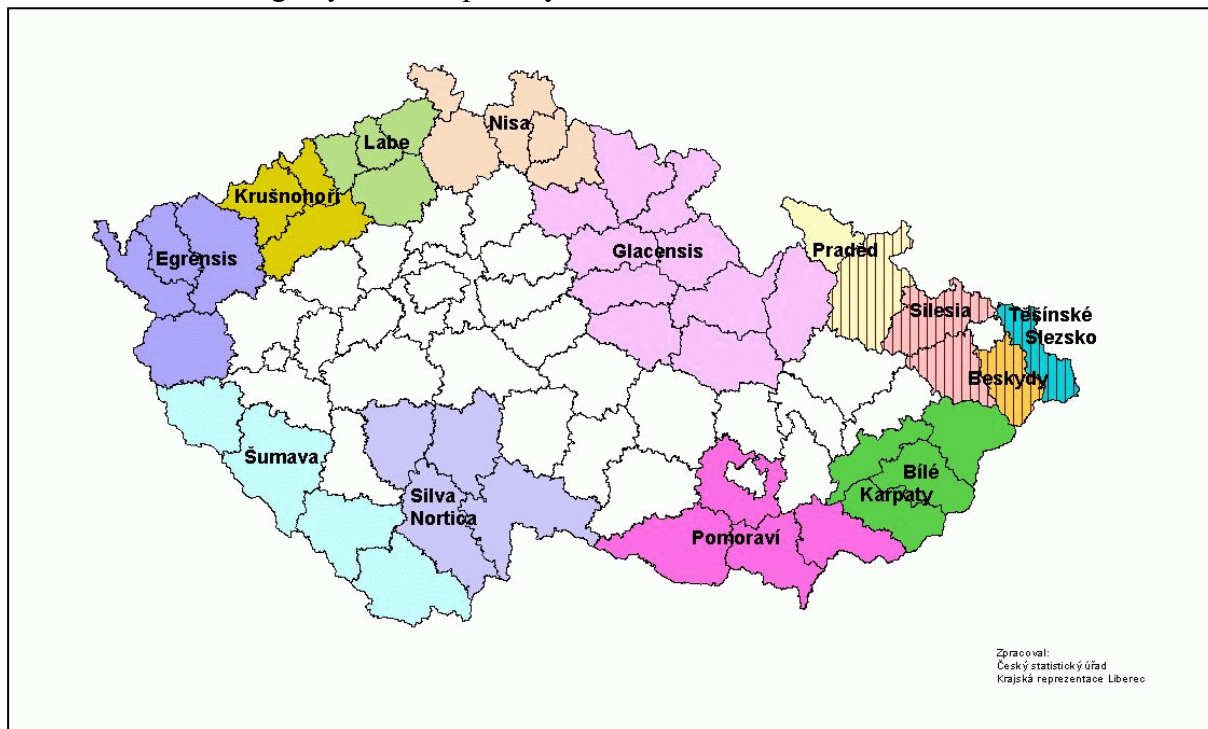 Nisa
Labe
Krušnohoří
Egrensis
Glacensis
Praděd
Silesia
Těšínské
Slezsko
Beskydy
Šumava
Silva
Nortica
Bílé
Karpaty
Pomoraví
Zpracoval:
Český statistický úřad
Krajská reprezentace Liberec